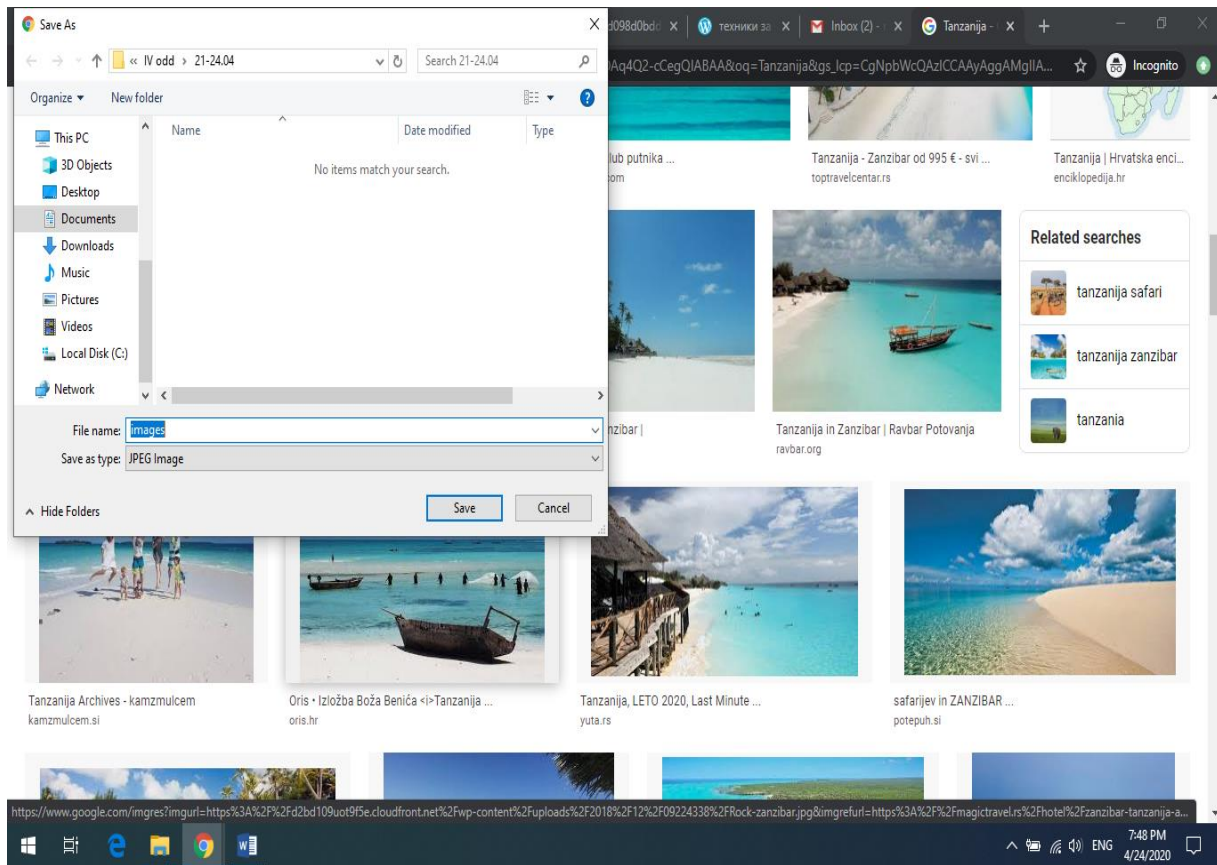 Save As
« IV odd › 21-24.04
Search 21-24.04
Organize
New folder
This PC
3D Objects
Desktop
Documents
Downloads
Music
Pictures
Videos
Local Disk (C:)
Network
Name
Date modified
Type
No items match your search.
File name: images
Save as type: JPEG Image
Hide Folders
Save
Cancel
техники за
Inbox (2) -
Tanzanija -
Incognito
lub putnika ...
om
Tanzanija - Zanzibar od 995 € - svi ...
toptravelcentar.rs
Tanzanija | Hrvatska enci...
enciklopedija.hr
Related searches
tanzanija safari
tanzanija zanzibar
tanzania
nzibar |
Tanzanija in Zanzibar | Ravbar Potovanja
ravbar.org
Tanzanija Archives - kamzmulcem
kamzmulcem.si
Oris • Izložba Boža Benića <i>Tanzanija ...
oris.hr
Tanzanija, LETO 2020, Last Minute ...
yuta.rs
safarijev in ZANZIBAR ...
potepuh.si
https://www.google.com/imgres?imgurl=https%3A%2F%2Fd2bd109uot9f5e.cloudfront.net%2Fwp-content%2Fuploads%2F2018%2F12%2F09224338%2FRock-zanzibar.jpg&imgrefurl=https%3A%2F%2Fmagictravel.rs%2Fhotel%2Fzanzibar-tanzanija-a...
ENG
7:48 PM
4/24/2020